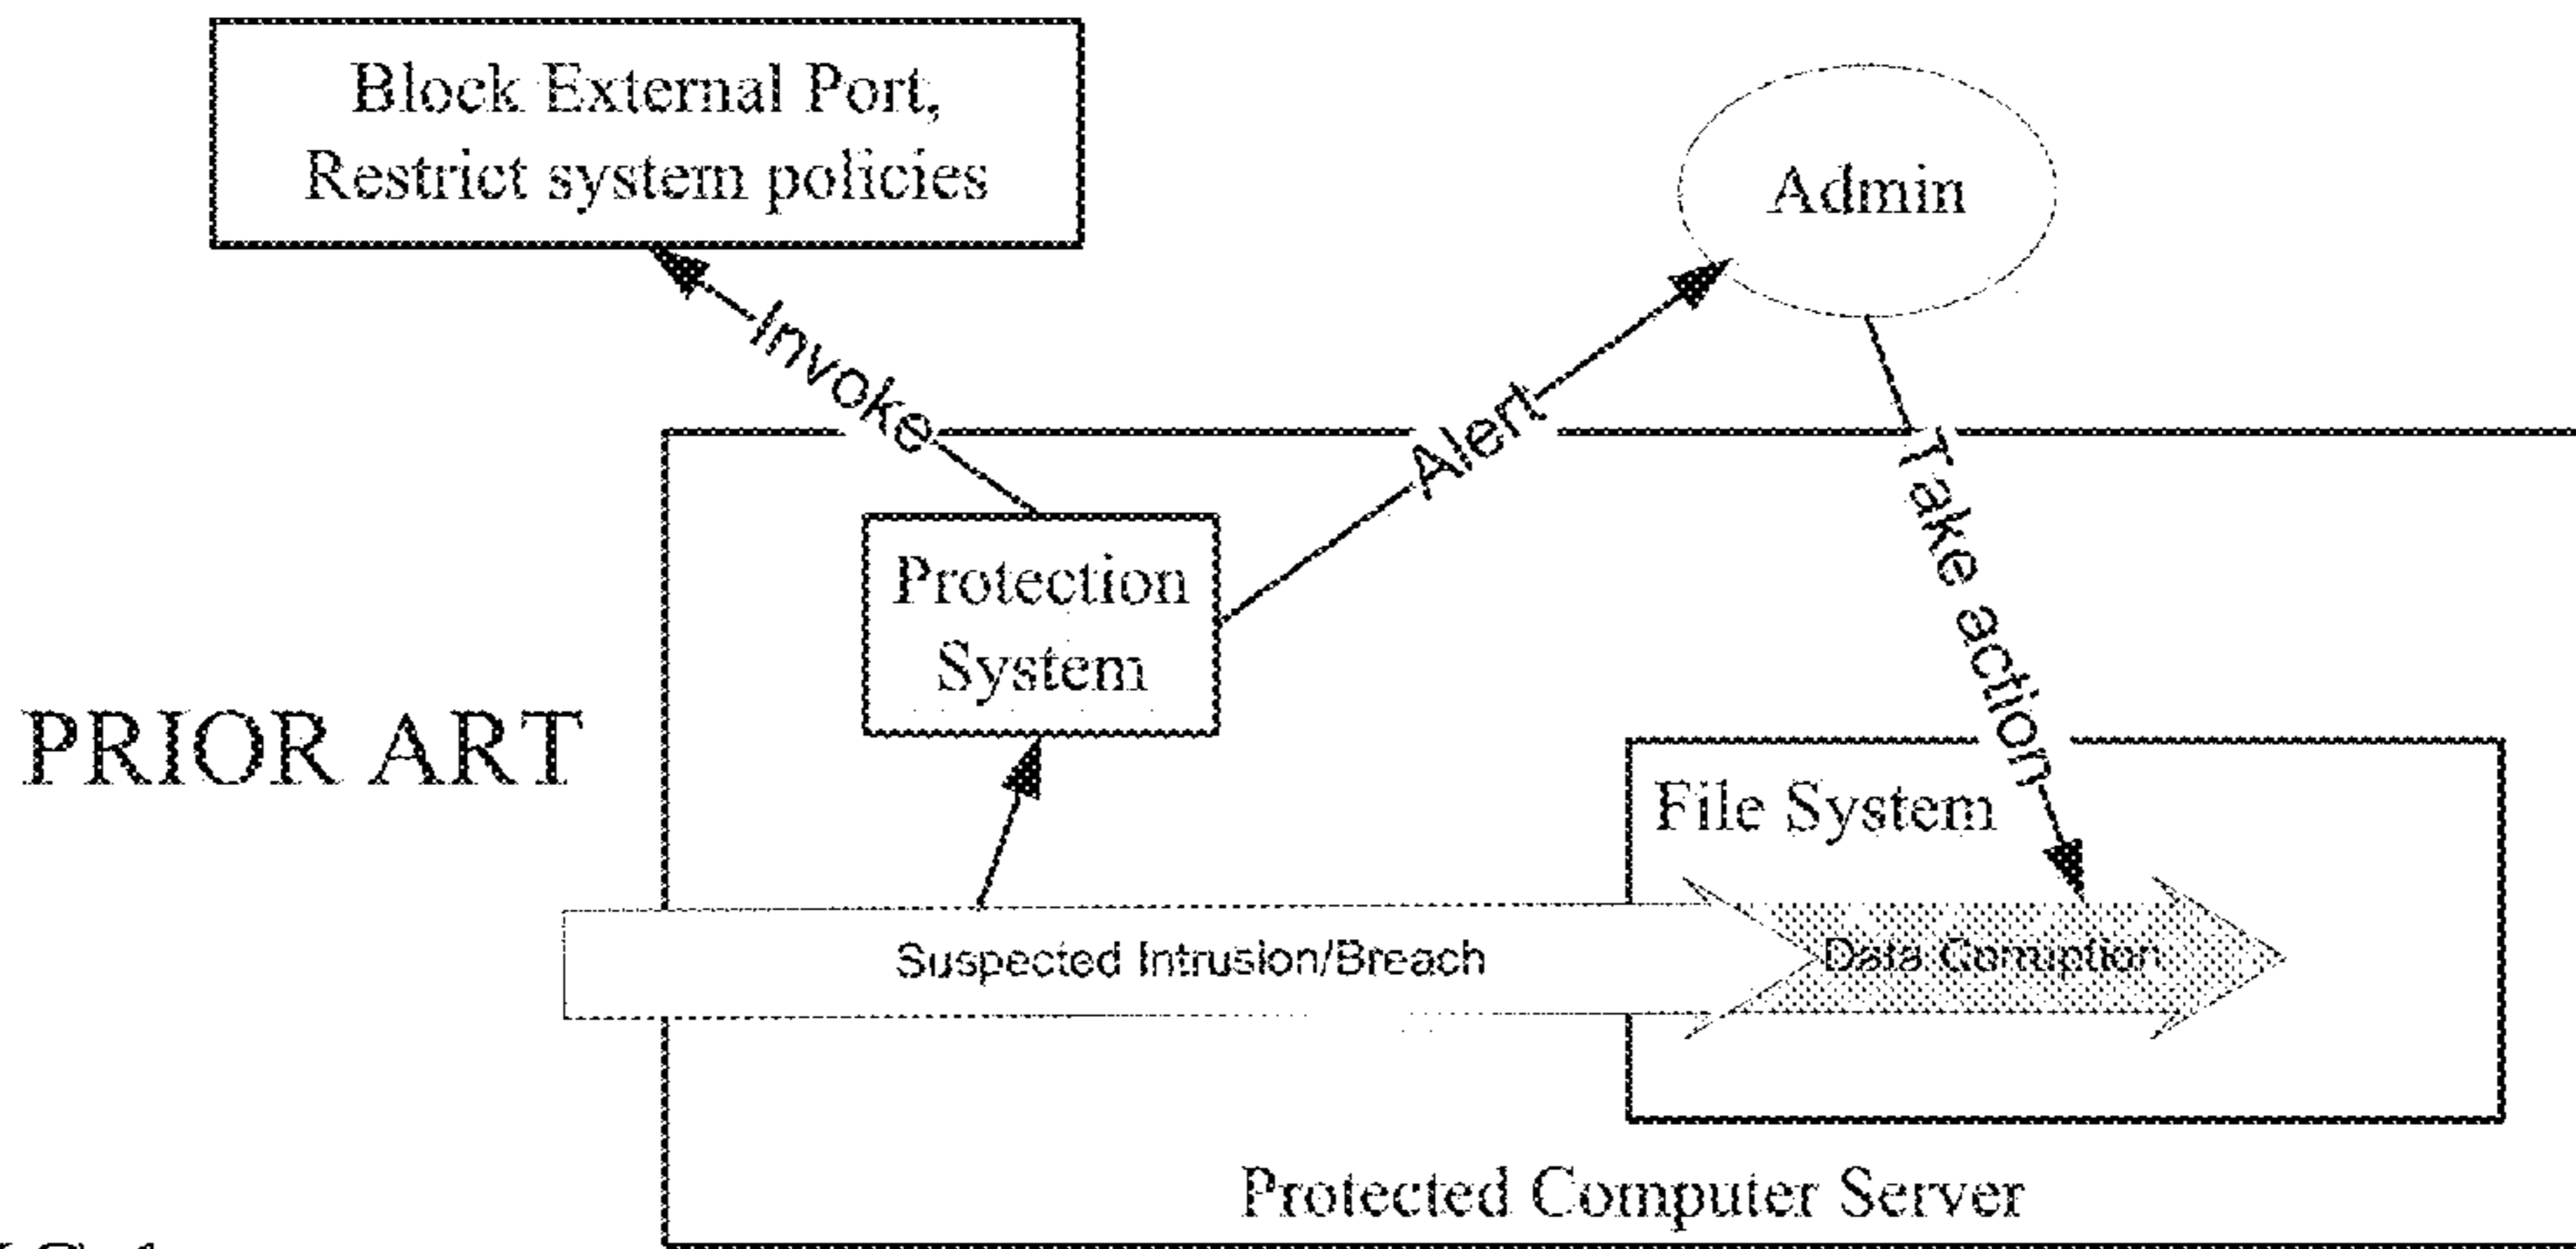 Block External Port,
Restrict system policies
Admin
Invoke
Alert
Take action
Protection
System
PRIOR ART
File System
Suspected Intrusion/Breach
Data Corruption
Protected Computer Server